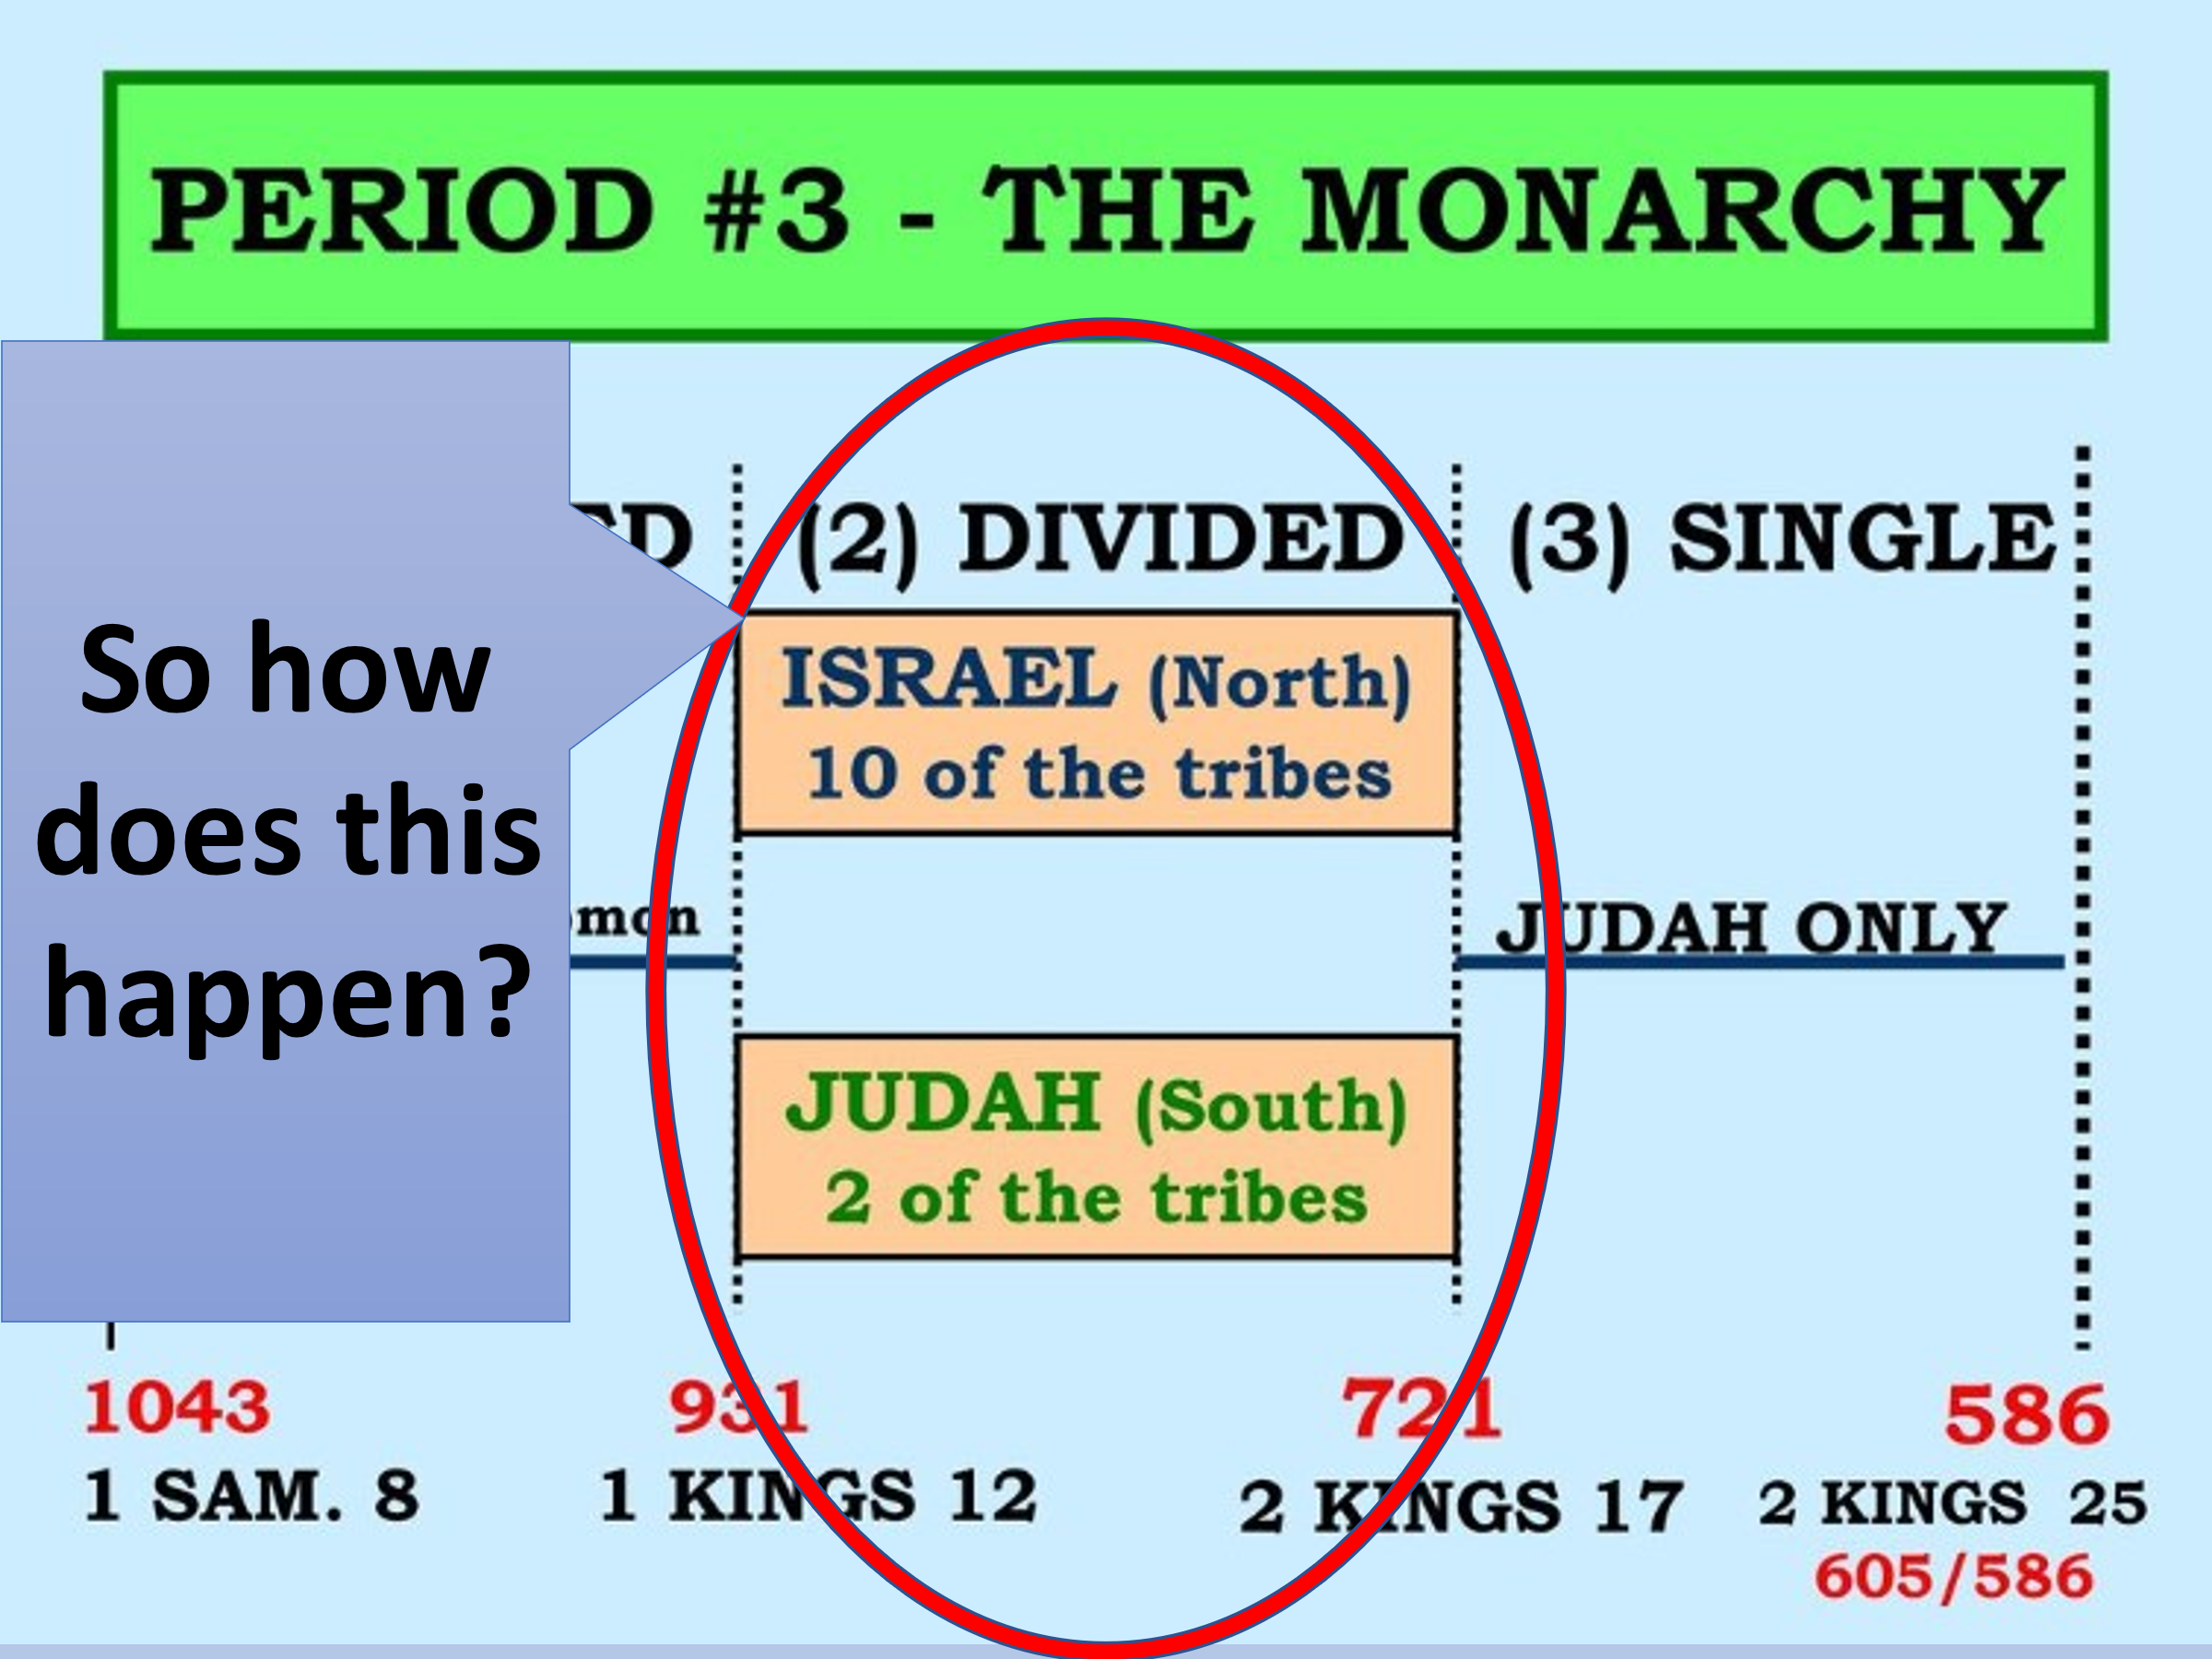 PERIOD #3 - THE MONARCHY
So how
does this
happen?
(2) DIVIDED
(3) SINGLE
ISRAEL (North)
10 of the tribes
JUDAH ONLY
JUDAH (South)
2 of the tribes
1043
931
721
586
1 SAM. 8
1 KINGS 12
2 KINGS 17
2 KINGS 25
605/586